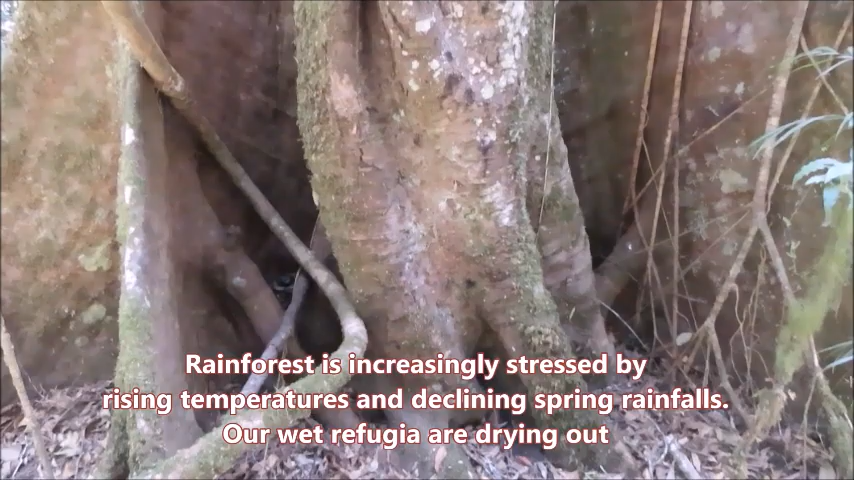 Rainforest is increasingly stressed by
rising temperatures and declining spring rainfalls.
Our wet refugia are drying out